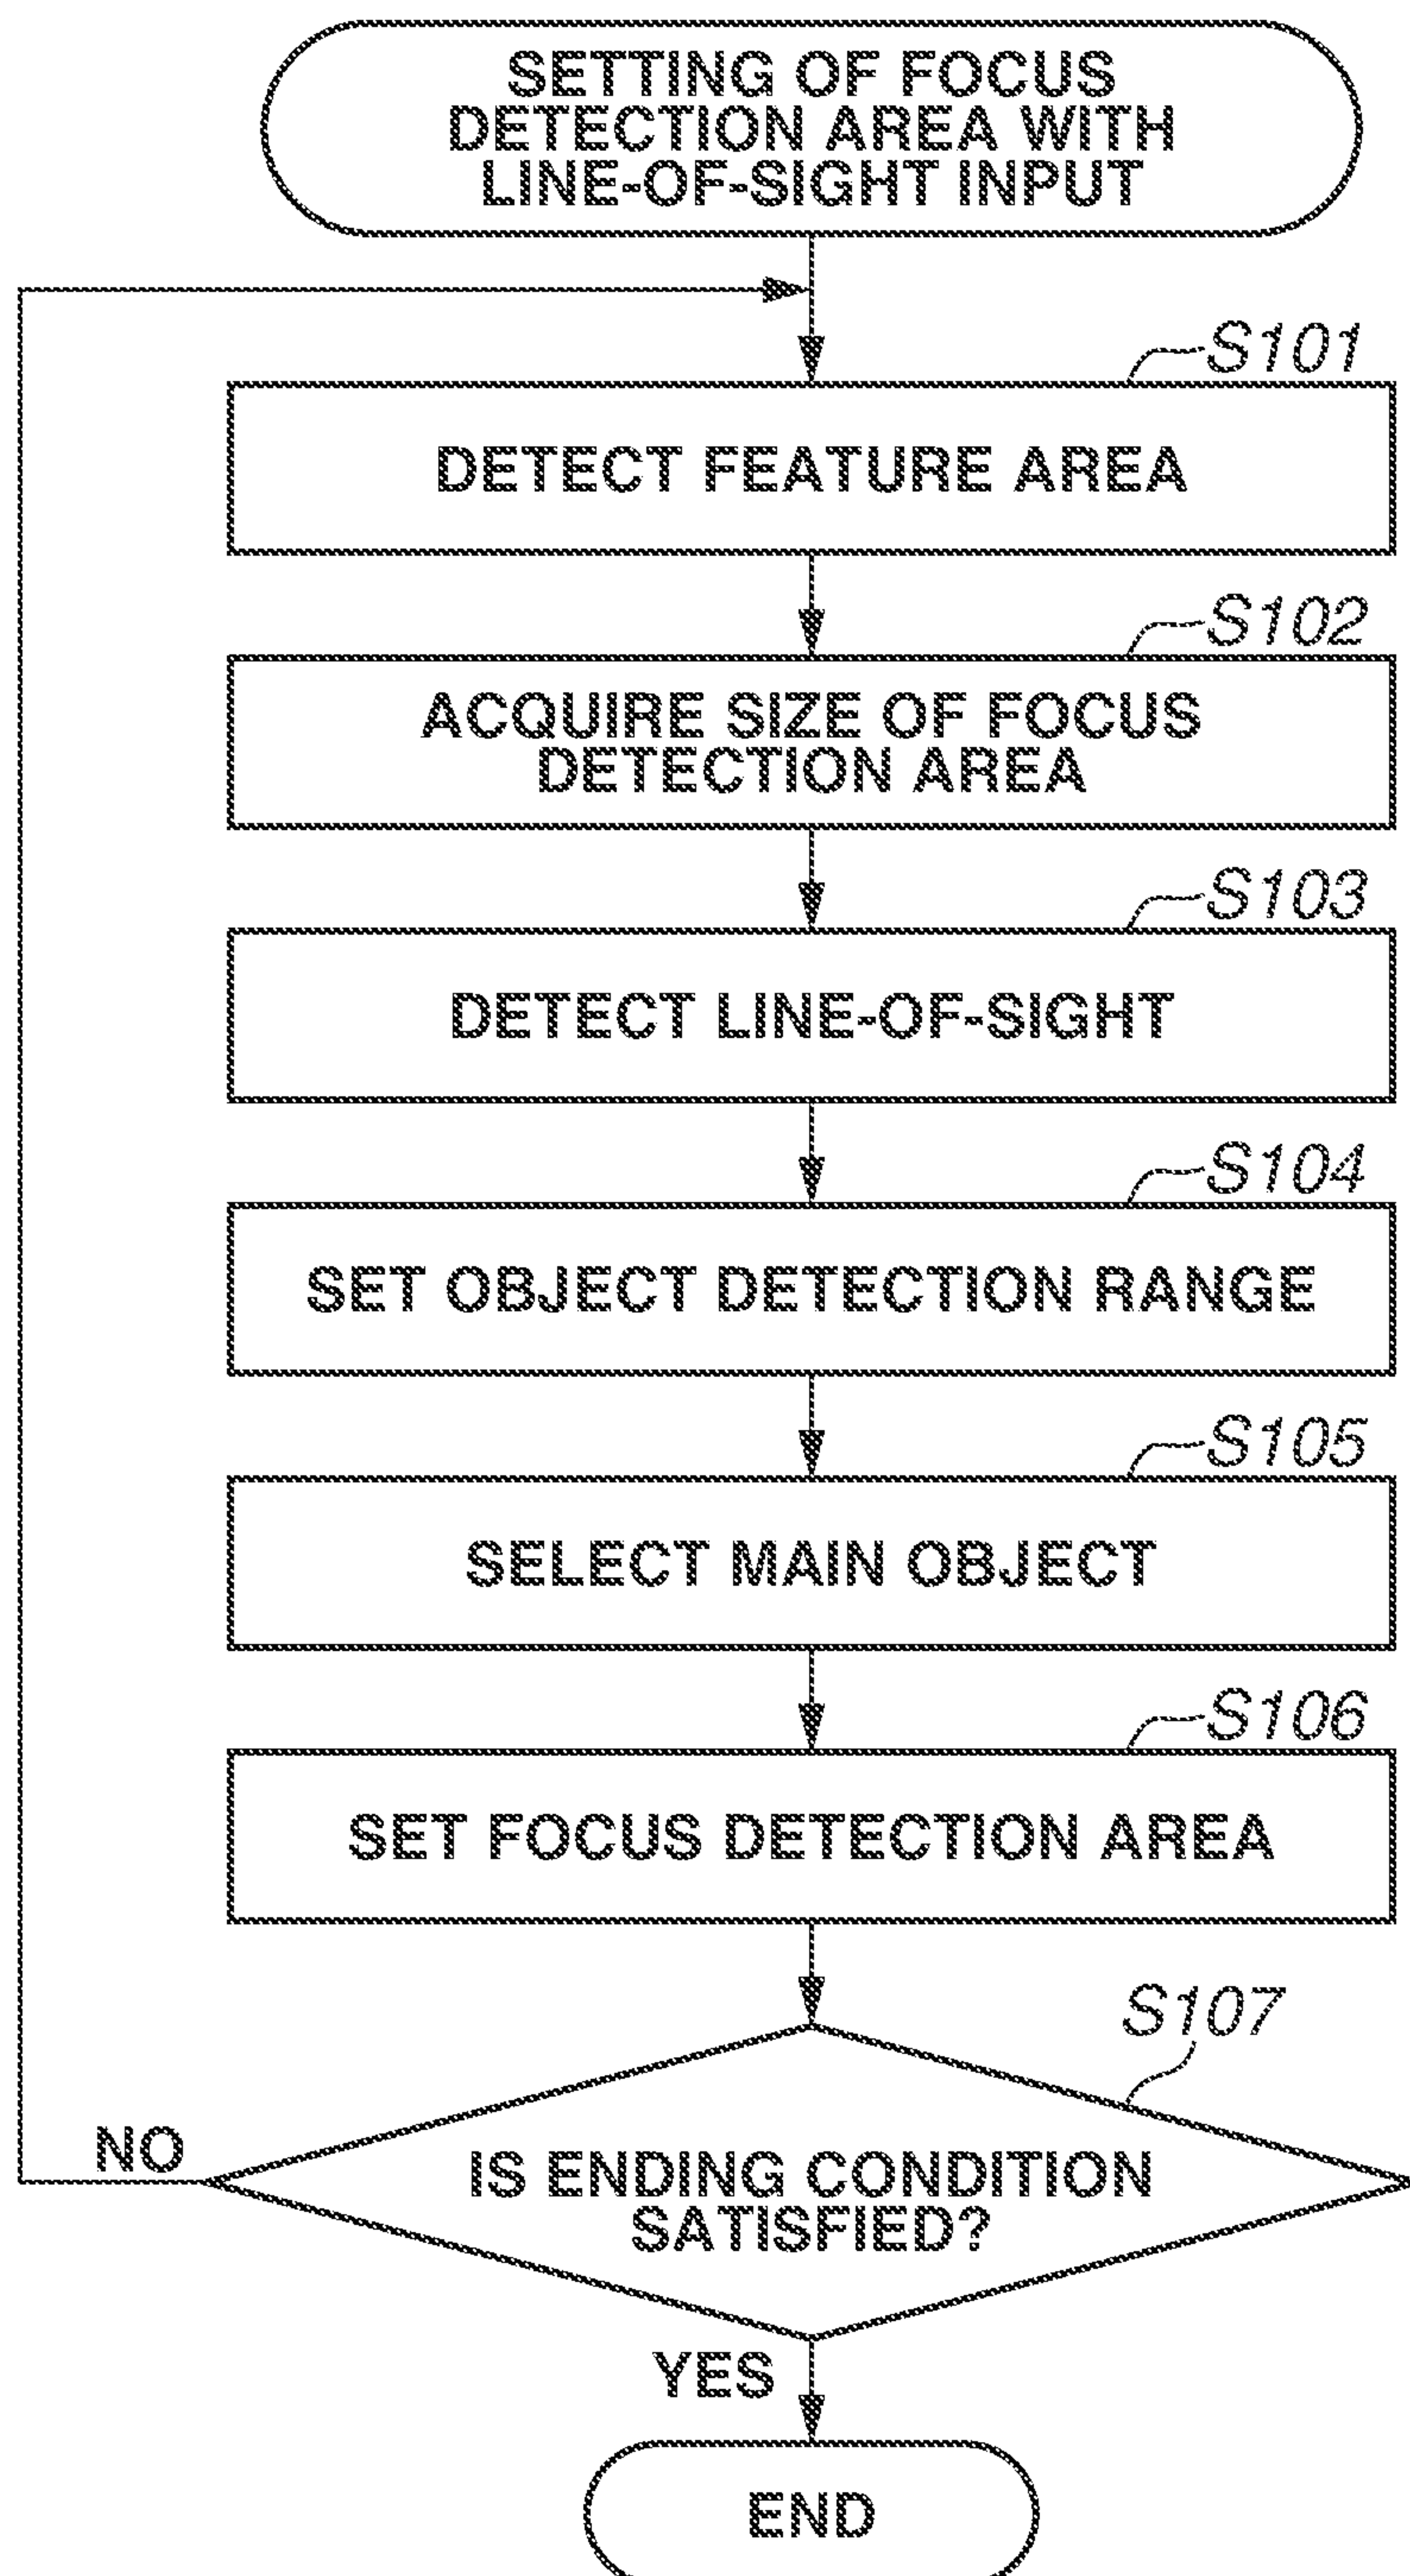 SETTING OF FOCUS
DETECTION AREA WITH
LINE-OF-SIGHT INPUT
S101
DETECT FEATURE AREA
S102
ACQUIRE SIZE OF FOCUS
DETECTION AREA
S103
DETECT LINE-OF-SIGHT
S104
SET OBJECT DETECTION RANGE
S105
SELECT MAIN OBJECT
S106
SET FOCUS DETECTION AREA
S107
NO
IS ENDING CONDITION
SATISFIED?
YES
END